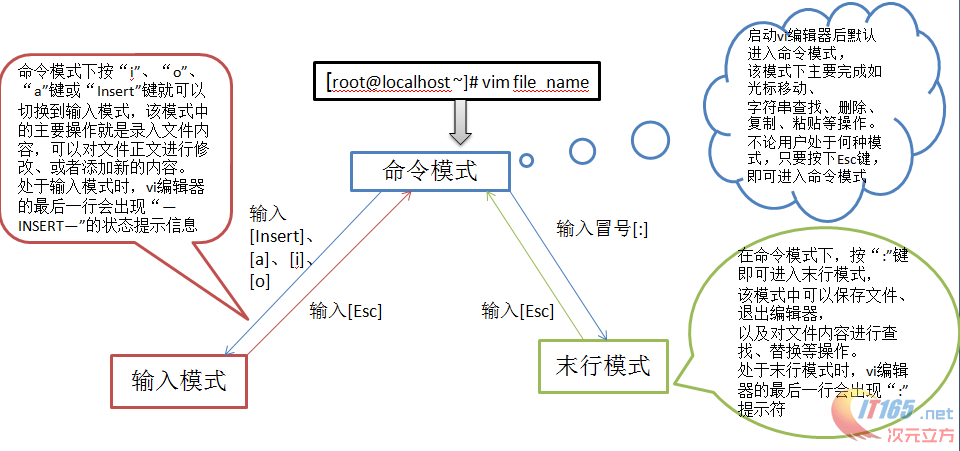 [root@localhost ~]# vim file_name
启动vi编辑器后默认
进入命令模式，
该模式下主要完成如
光标移动、
字符串查找、删除、
复制、粘贴等操作。
不论用户处于何种模
式，只要按下Esc键，
即可进入命令模式
命令模式下按“i”、“o”、
“a”键或“Insert”键就可以
切换到输入模式，该模式中
的主要操作就是录入文件内
容，可以对文件正文进行修
改、或者添加新的内容。
处于输入模式时，vi编辑器
的最后一行会出现“—
INSERT—”的状态提示信息
命令模式
输入
[Insert]、
[a]、[i]、
[o]
输入[Esc]
输入[Esc]
输入冒号[:]
输入模式
末行模式
在命令模式下，按“:”键
即可进入末行模式，
该模式中可以保存文件、
退出编辑器，
以及对文件内容进行查
找、替换等操作。
处于末行模式时，vi编辑
器的最后一行会出现“:”
提示符
IT165.net
次元立方